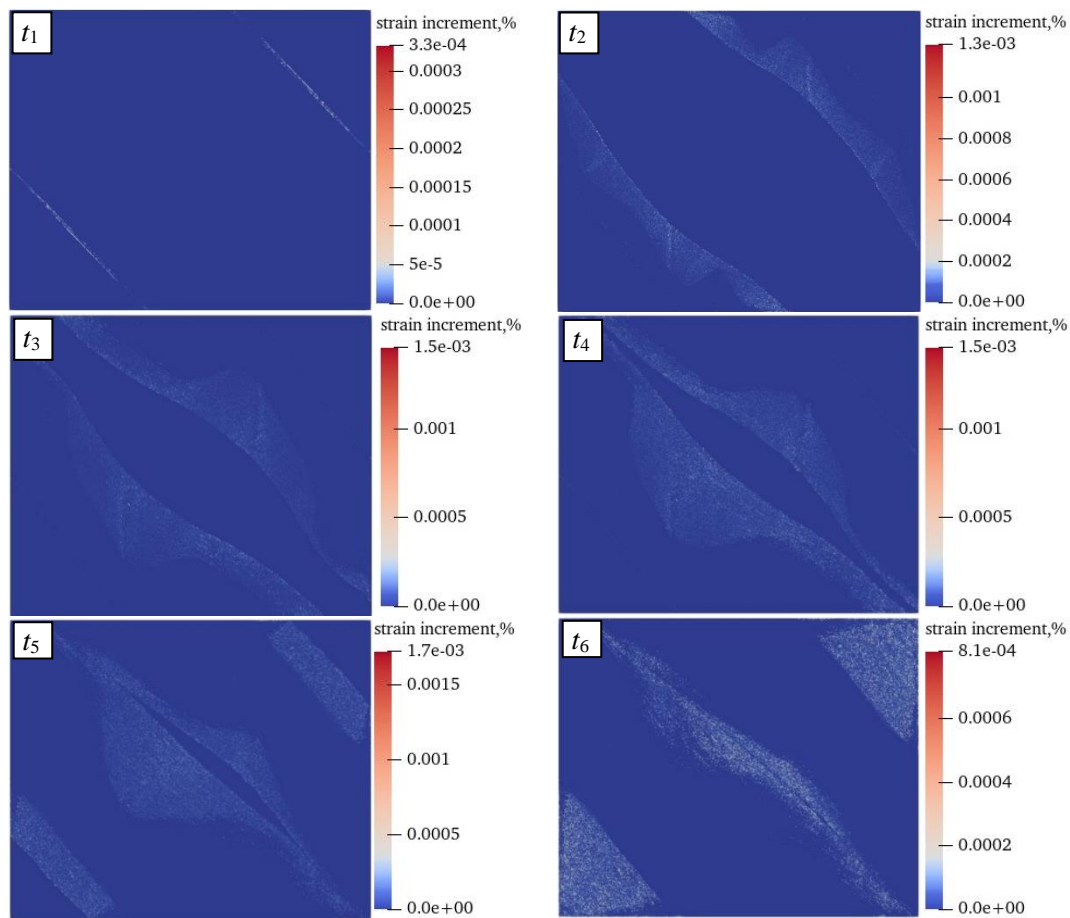 t1
strain increment,%
3.3e-04
0.0003
0.00025
0.0002
0.00015
0.0001
5e-5
0.0e+00
t2
strain increment,%
1.3e-03
0.001
0.0008
0.0006
0.0004
0.0002
0.0e+00
t3
strain increment,%
1.5e-03
0.001
0.0005
0.0e+00
t4
strain increment,%
1.5e-03
0.001
0.0005
0.0e+00
t5
strain increment,%
1.7e-03
0.0015
0.001
0.0005
0.0e+00
t6
strain increment,%
8.1e-04
0.0006
0.0004
0.0002
0.0e+00